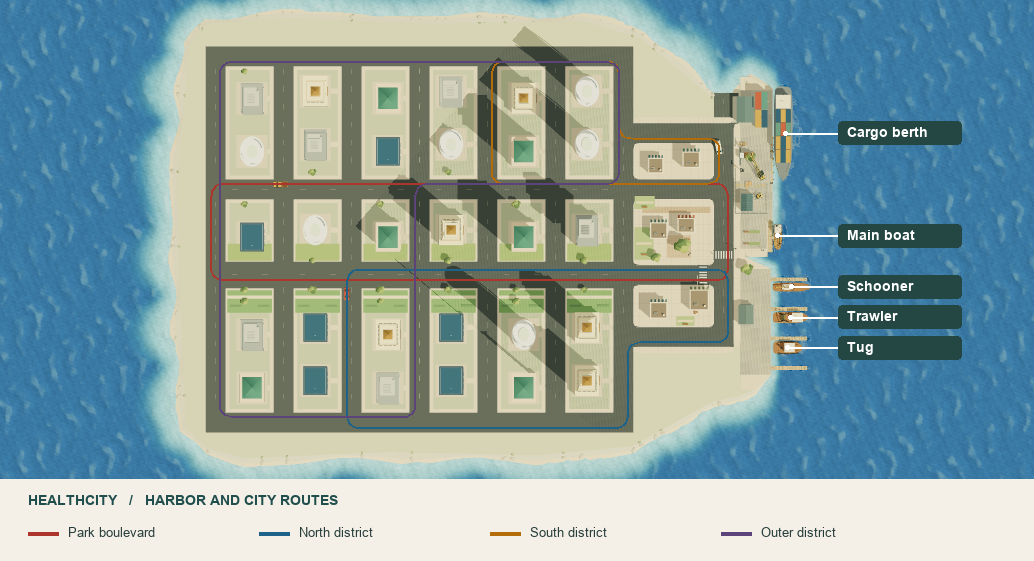 Cargo berth
Main boat
Schooner
Trawler
Tug
HEALTHCITY / HARBOR AND CITY ROUTES
Park boulevard
North district
South district
Outer district